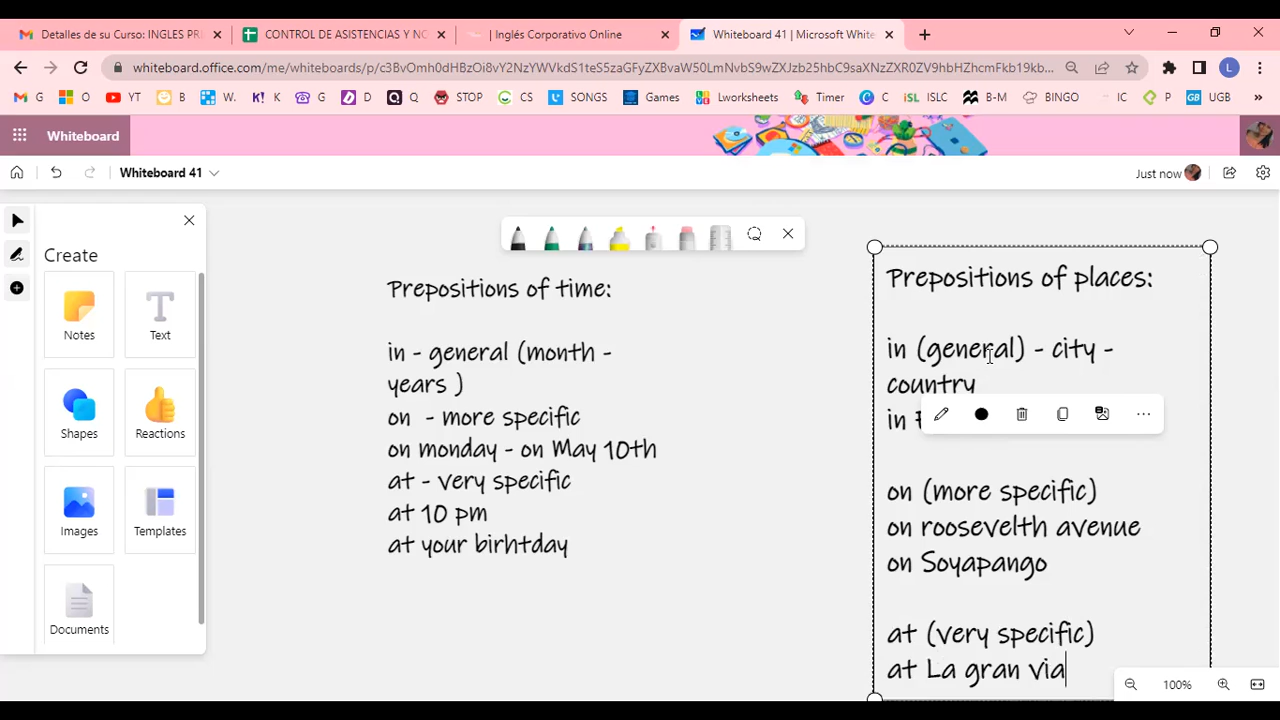 Detalles de su Curso: INGLES PRI
CONTROL DE ASISTENCIAS Y NO
| Inglés Corporativo Online
Whiteboard 41 | Microsoft White
whiteboard.office.com/me/whiteboards/p/
G
O
YT
B
W.
K!
G
D
Q
STOP
CS
SONGS
Games
Lworksheets
Timer
C
ISLC
B-M
BINGO
IC
P
UGB
Whiteboard
Whiteboard 41
Just now
Create
Notes
Text
Shapes
Reactions
Images
Templates
Documents
Prepositions of time:
in - general (month -
years )
on - more specific
on monday - on May 10th
at - very specific
at 10 pm
at your birhtday
Prepositions of places:
in (general) - city -
country
in
on (more specific)
on roosevelth avenue
on Soyapango
at (very specific)
at La gran via
100%